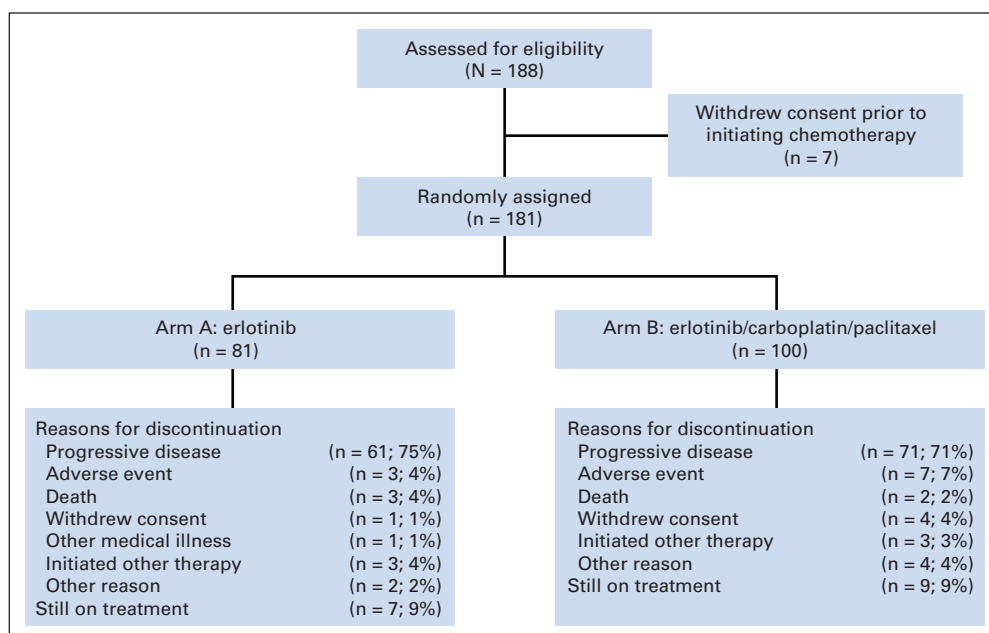 Assessed for eligibility
(N = 188)
Withdrew consent prior to
initiating chemotherapy
(n = 7)
Randomly assigned
(n = 181)
Arm A: erlotinib
(n = 81)
Arm B: erlotinib/carboplatin/paclitaxel
(n = 100)
Reasons for discontinuation
Progressive disease (n = 61; 75%)
Adverse event (n = 3; 4%)
Death (n = 3; 4%)
Withdrew consent (n = 1; 1%)
Other medical illness (n = 1; 1%)
Initiated other therapy (n = 3; 4%)
Other reason (n = 2; 2%)
Still on treatment (n = 7; 9%)
Reasons for discontinuation
Progressive disease (n = 71; 71%)
Adverse event (n = 7; 7%)
Death (n = 2; 2%)
Withdrew consent (n = 4; 4%)
Initiated other therapy (n = 3; 3%)
Other reason (n = 4; 4%)
Still on treatment (n = 9; 9%)